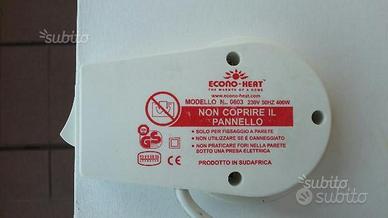 subito
ECONO-HEAT
THE WARMTH OF A HOME
www.econo-heat.com
MODELLO No. 0603 230V 50HZ 400W
NON COPRIRE IL
PANNELLO
• SOLO PER FISSAGGIO A PARETE
• NON UTILIZZARE SE È DANNEGGIATO
• NON PRATICARE FORI NELLA PARETE
SOTTO UNA PRESA ELETTRICA
PRODOTTO IN SUDAFRICA
GS
CE
subito
subito